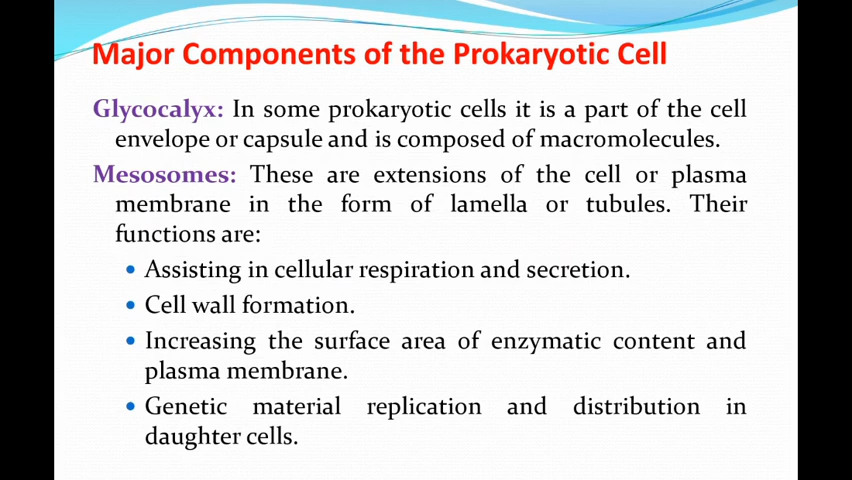 Major Components of the Prokaryotic Cell
Glycocalyx: In some prokaryotic cells it is a part of the cell
envelope or capsule and is composed of macromolecules.
Mesosomes: These are extensions of the cell or plasma
membrane in the form of lamella or tubules. Their
functions are:
• Assisting in cellular respiration and secretion.
• Cell wall formation.
• Increasing the surface area of enzymatic content and
plasma membrane.
• Genetic material replication and distribution in
daughter cells.